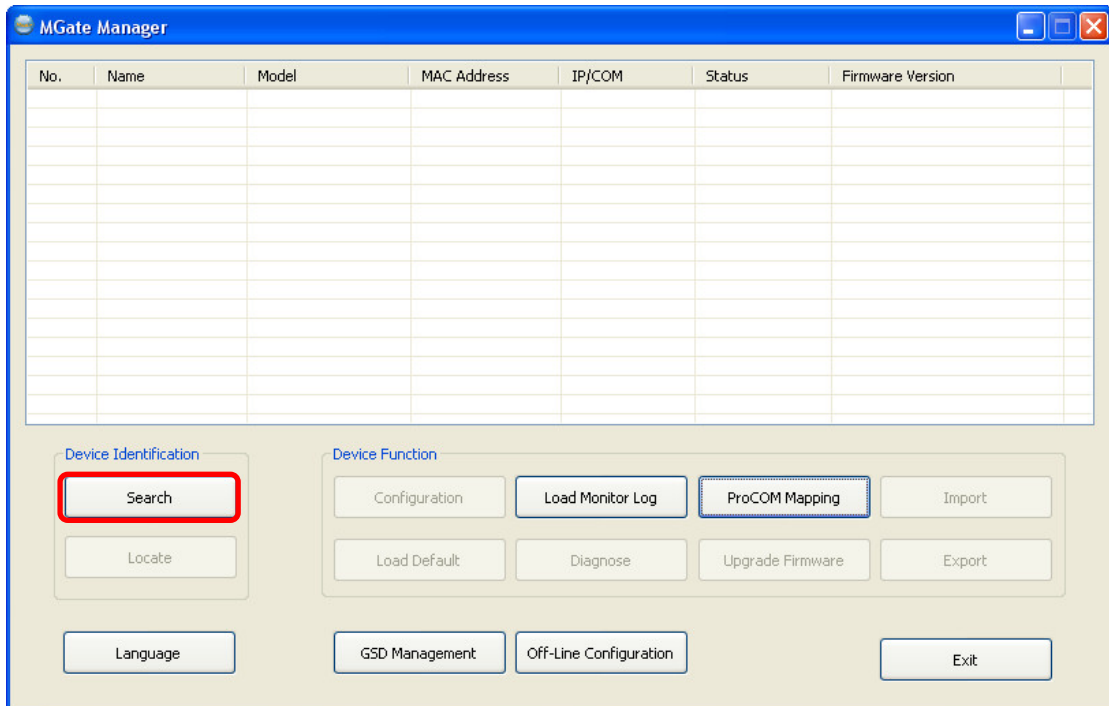 MGate Manager
No. Name Model MAC Address IP/COM Status Firmware Version
Device Identification Device Function
Search Configuration Load Monitor Log ProCOM Mapping Import
Locate Load Default Diagnose Upgrade Firmware Export
Language GSD Management Off-Line Configuration Exit